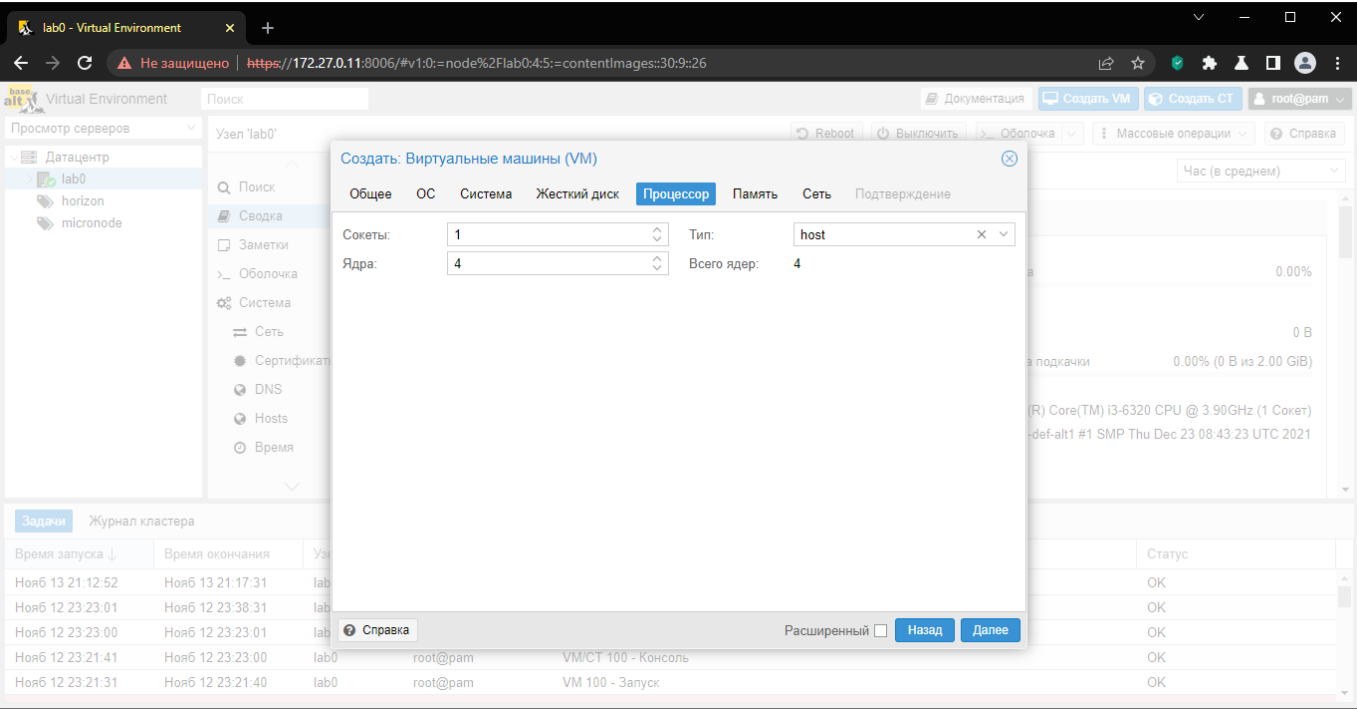 lab0 - Virtual Environment
Не защищено | https://172.27.0.11:8006/#v1:0:=node%2Flab0:4:5:=contentImages::30:9::26
base alt Virtual Environment Поиск Документация Создать VM Создать CT root@pam
Просмотр серверов Узел 'lab0' Reboot Выключить Оболочка Массовые операции Справка
Датацентр
lab0
horizon
micronode
Поиск
Сводка
Заметки
>_ Оболочка
Система
Сеть
DNS
Hosts
Время
Час (в среднем)
0.00%
0 B
подкачки 0.00% (0 B из 2.00 GiB)
(R) Core(TM) i3-6320 CPU @ 3.90GHz (1 Сокет)
-def-alt1 #1 SMP Thu Dec 23 08:43:23 UTC 2021
Создать: Виртуальные машины (VM)
Общее ОС Система Жесткий диск Процессор Память Сеть Подтверждение
Сокеты: 1 Тип: host
Ядра: 4 Всего ядер: 4
Справка Расширенный Назад Далее
Задачи Журнал кластера
Время запуска ↓ Время окончания Статус
Нояб 13 21:12:52 Нояб 13 21:17:31 lab OK
Нояб 12 23:23:01 Нояб 12 23:38:31 lab OK
Нояб 12 23:23:00 Нояб 12 23:23:01 lab OK
Нояб 12 23:21:41 Нояб 12 23:23:00 lab0 root@pam VM/CT 100 - Консоль OK
Нояб 12 23:21:31 Нояб 12 23:21:40 lab0 root@pam VM 100 - Запуск OK